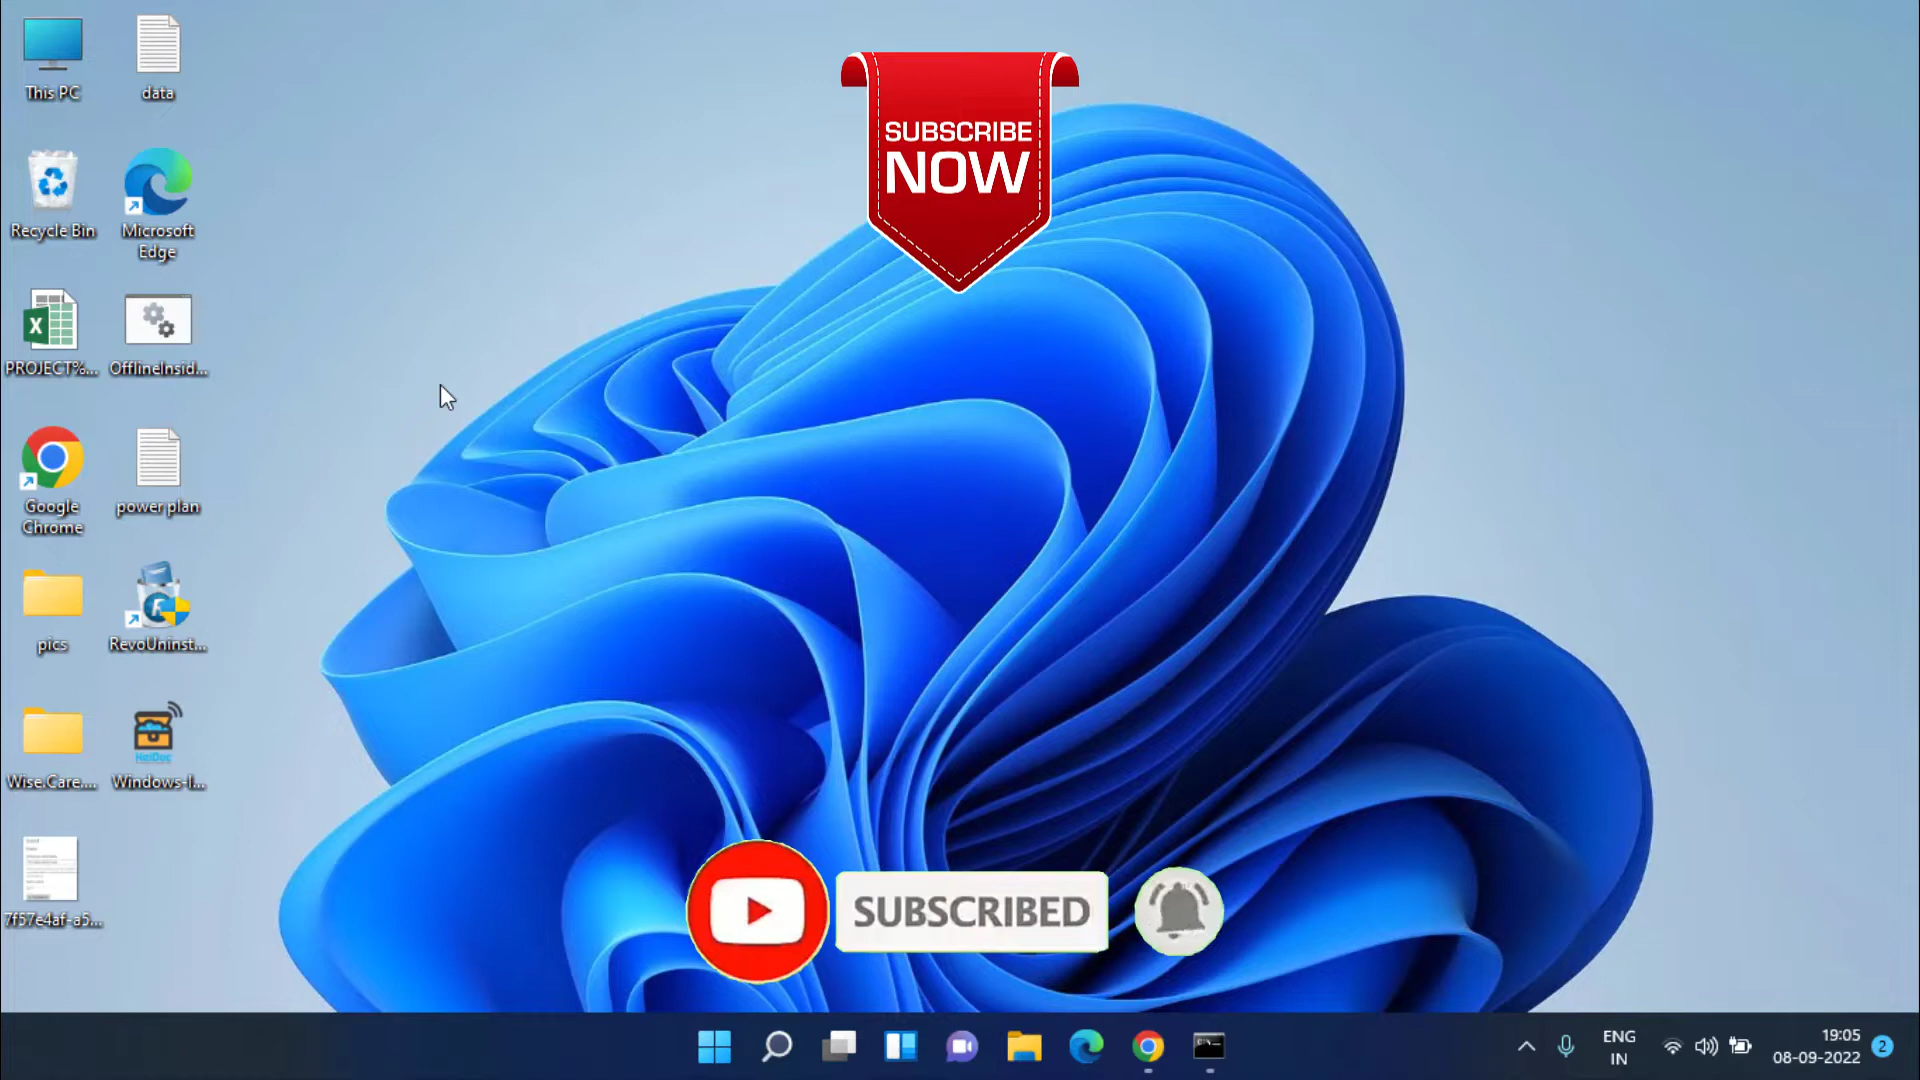 This PC
data
Recycle Bin
Microsoft
Edge
PROJECT%...
OfflineInsid...
Google
Chrome
power plan
pics
RevoUninst...
Wise.Care....
HeiDoc
Windows-I...
7f57e4af-a5...
SUBSCRIBE
NOW
SUBSCRIBED
ENG
IN
19:05
08-09-2022
2